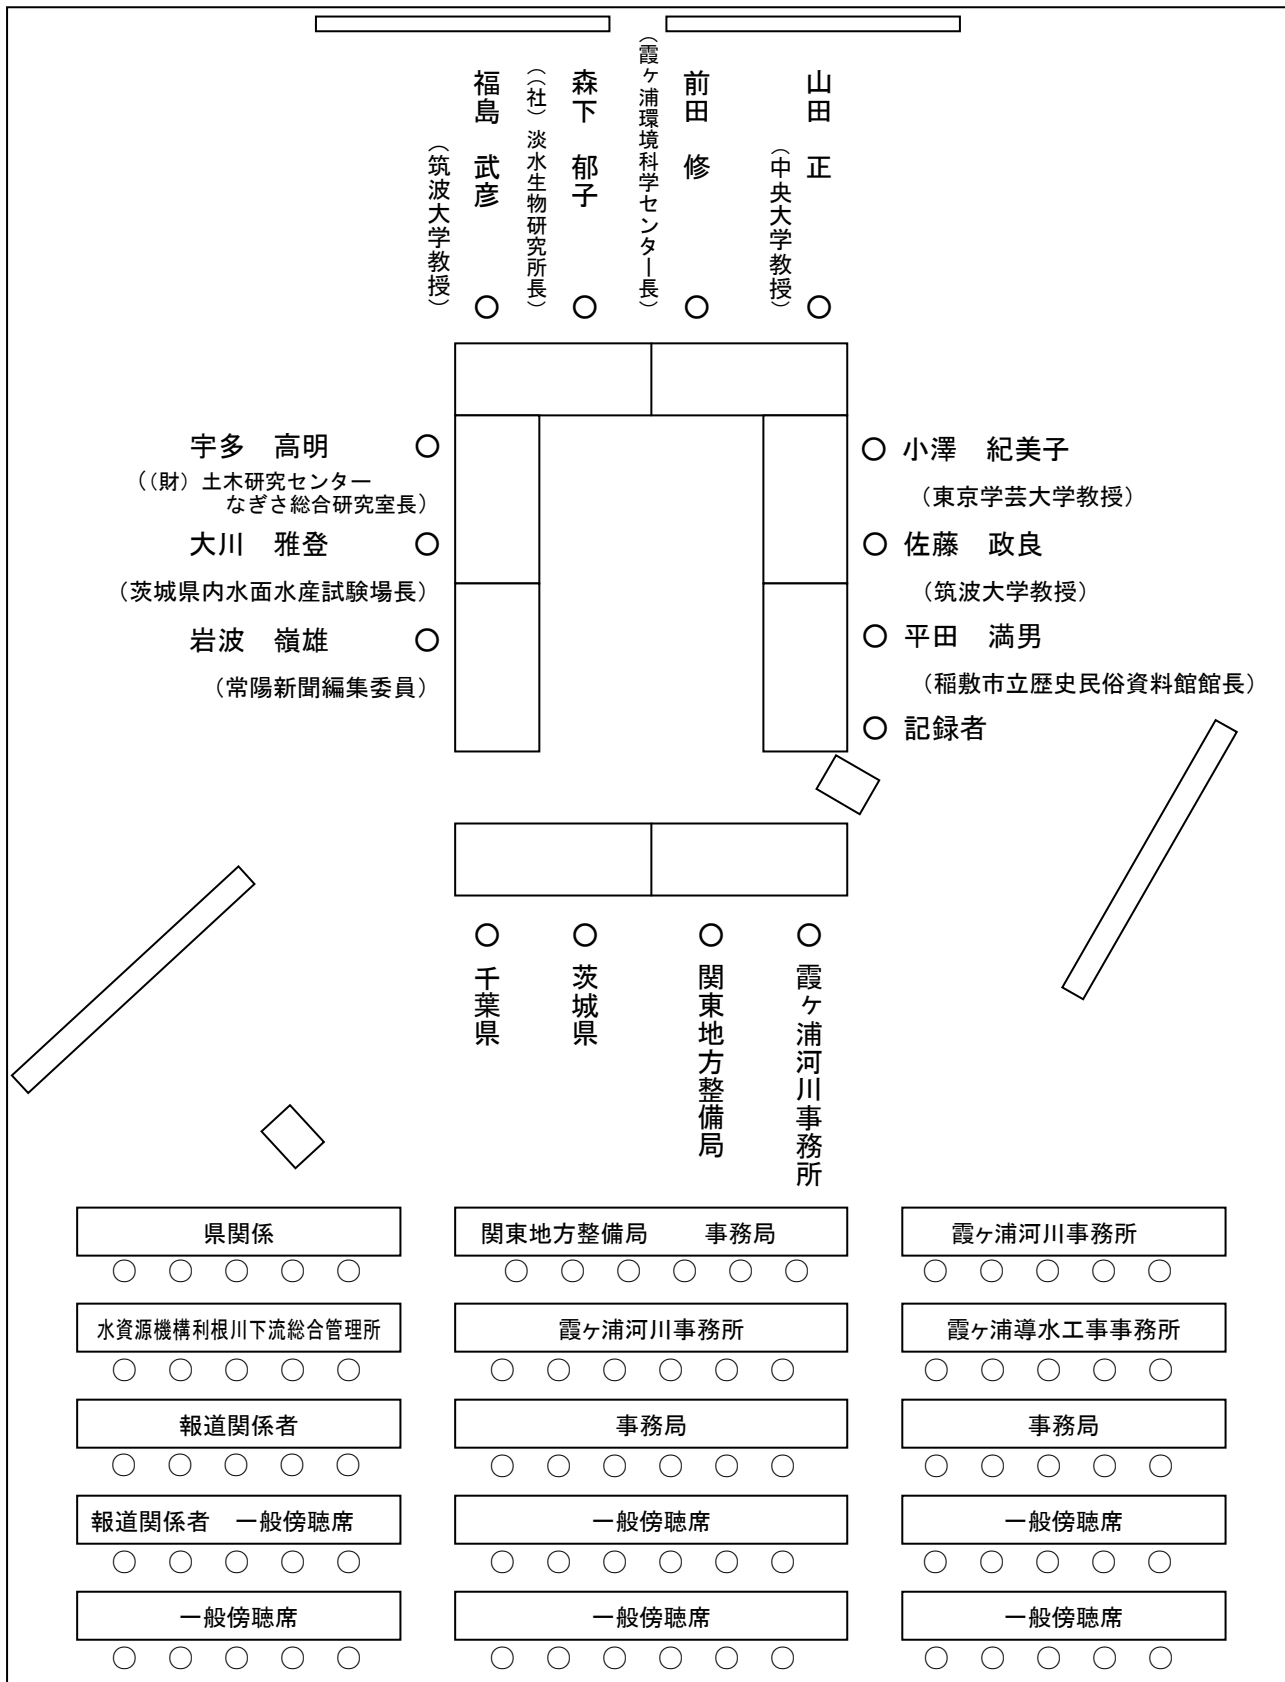 福島　武彦
（筑波大学教授）
森下　郁子
（（社）淡水生物研究所長）
前田　修
（霞ヶ浦環境科学センター長）
山田　正
（中央大学教授）
宇多　高明
（（財）土木研究センター
なぎさ総合研究室長）
大川　雅登
（茨城県内水面水産試験場長）
岩波　嶺雄
（常陽新聞編集委員）
小澤　紀美子
（東京学芸大学教授）
佐藤　政良
（筑波大学教授）
平田　満男
（稲敷市立歴史民俗資料館館長）
記録者
千葉県
茨城県
関東地方整備局
霞ヶ浦河川事務所
県関係
関東地方整備局　　事務局
霞ヶ浦河川事務所
水資源機構利根川下流総合管理所
霞ヶ浦河川事務所
霞ヶ浦導水工事事務所
報道関係者
事務局
事務局
報道関係者　一般傍聴席
一般傍聴席
一般傍聴席
一般傍聴席
一般傍聴席
一般傍聴席